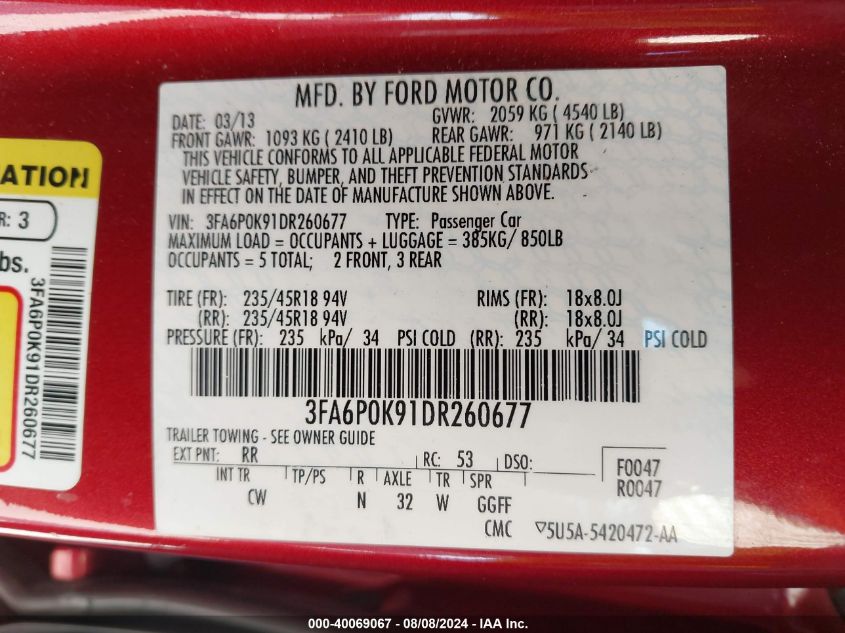 MFD. BY FORD MOTOR CO.
DATE: 03/13 GVWR: 2059 KG ( 4540 LB)
FRONT GAWR: 1093 KG ( 2410 LB) REAR GAWR: 971 KG ( 2140 LB)
THIS VEHICLE CONFORMS TO ALL APPLICABLE FEDERAL MOTOR
VEHICLE SAFETY, BUMPER, AND THEFT PREVENTION STANDARDS
IN EFFECT ON THE DATE OF MANUFACTURE SHOWN ABOVE.
VIN: 3FA6P0K91DR260677 TYPE: Passenger Car
MAXIMUM LOAD = OCCUPANTS + LUGGAGE = 385KG/ 850LB
OCCUPANTS = 5 TOTAL; 2 FRONT, 3 REAR
TIRE (FR): 235/45R18 94V RIMS (FR): 18x8.0J
(RR): 235/45R18 94V (RR): 18x8.0J
PRESSURE (FR): 235 kPa/ 34 PSI COLD (RR): 235 kPa/ 34 PSI COLD
3FA6P0K91DR260677
TRAILER TOWING - SEE OWNER GUIDE
EXT PNT: RR RC: 53 DSO: F0047
INT TR TP/PS R AXLE TR SPR R0047
CW N 32 W GGFF
CMC ▽5U5A-5420472-AA
ATION
R: 3
bs.
3FA6P0K91DR260677
000-40069067 - 08/08/2024 - IAA Inc.